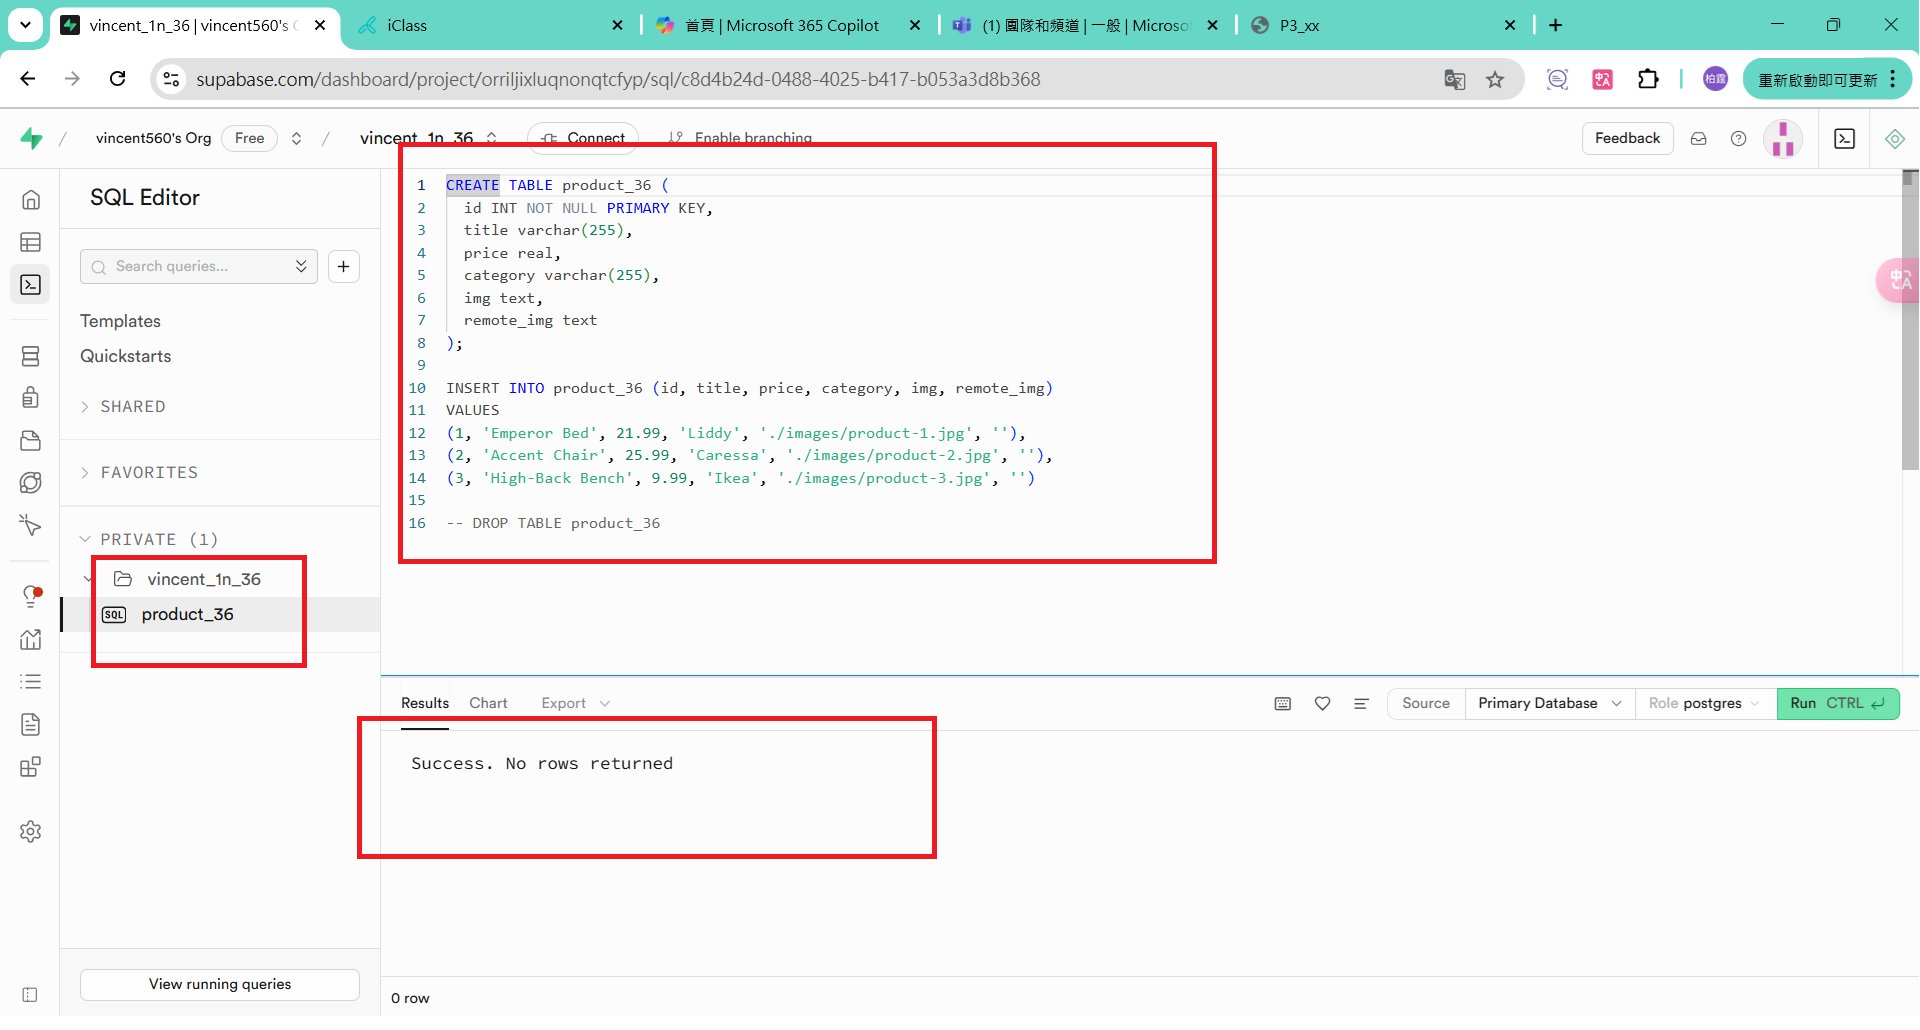 vincent_1n_36 | vincent560's O
iClass
首頁 | Microsoft 365 Copilot
(1) 團隊和頻道 | 一般 | Microso
P3_xx
supabase.com/dashboard/project/orriljixluqnonqtcfyp/sql/c8d4b24d-0488-4025-b417-b053a3d8b368
柏霆
重新啟動即可更新
/ vincent560's Org Free / vincent_1n_36 Connect Enable branching
Feedback
SQL Editor
Search queries...
Templates
Quickstarts
SHARED
FAVORITES
PRIVATE (1)
vincent_1n_36
SQL product_36
View running queries
1 CREATE TABLE product_36 (
2 id INT NOT NULL PRIMARY KEY,
3 title varchar(255),
4 price real,
5 category varchar(255),
6 img text,
7 remote_img text
8 );
9
10 INSERT INTO product_36 (id, title, price, category, img, remote_img)
11 VALUES
12 (1, 'Emperor Bed', 21.99, 'Liddy', './images/product-1.jpg', ''),
13 (2, 'Accent Chair', 25.99, 'Caressa', './images/product-2.jpg', ''),
14 (3, 'High-Back Bench', 9.99, 'Ikea', './images/product-3.jpg', '')
15
16 -- DROP TABLE product_36
Results Chart Export
Source Primary Database Role postgres Run CTRL
Success. No rows returned
0 row